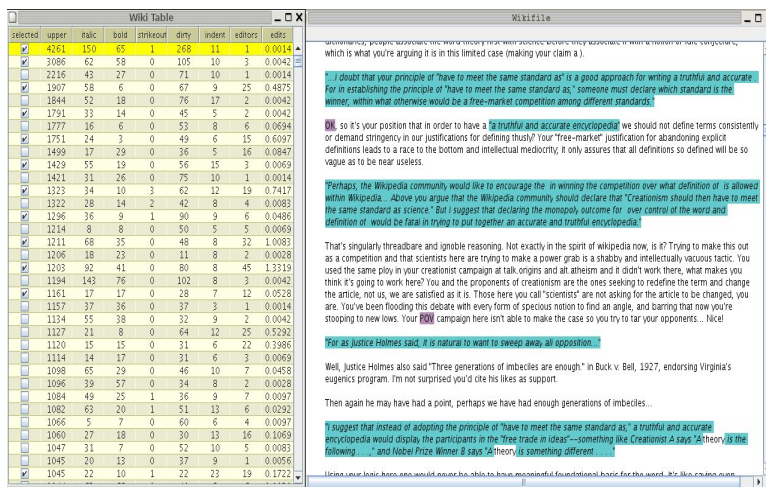 Wiki Table
selected upper italic bold strikeout dirty indent editors edits
4261 150 65 1 268 11 1 0.0014
3086 62 58 0 105 10 3 0.0042
2216 43 27 0 71 10 1 0.0014
1907 58 6 0 67 9 25 0.4875
1844 52 18 0 76 17 2 0.0042
1791 33 14 0 45 5 2 0.0042
1777 16 6 0 53 8 6 0.0694
1751 24 3 0 49 6 15 0.6097
1499 17 29 0 36 5 16 0.0847
1429 55 19 0 56 15 3 0.0069
1421 31 26 0 75 10 1 0.0014
1323 34 10 3 62 12 19 0.7417
1322 28 14 2 42 8 4 0.0083
1296 36 9 1 90 9 6 0.0486
1214 8 8 0 50 5 5 0.0069
1211 68 35 0 48 8 32 1.0083
1206 18 23 0 11 8 2 0.0028
1203 92 41 0 80 8 45 1.3319
1194 143 76 0 102 8 3 0.0042
1161 17 17 0 28 7 12 0.0528
1157 37 36 0 37 3 1 0.0014
1134 55 38 0 32 9 2 0.0042
1127 21 8 0 64 12 25 0.5292
1120 15 15 0 31 6 22 0.3986
1114 14 17 0 31 6 3 0.0069
1098 65 29 0 46 10 7 0.0458
1096 39 57 0 34 8 2 0.0028
1084 49 25 1 36 9 7 0.0097
1082 63 20 1 51 13 6 0.0292
1066 5 7 0 60 6 4 0.0097
1060 27 18 0 30 13 16 0.1069
1047 31 7 0 52 10 5 0.0083
1045 20 13 0 37 9 1 0.0056
1045 22 10 1 22 23 19 0.1722
Wikifile
which is what you're arguing it is in this limited case (making your claim a ).
"...I doubt that your principle of "have to meet the same standard as" is a good approach for writing a truthful and accurate .
For in establishing the principle of "have to meet the same standard as," someone must declare which standard is the
winner, within what otherwise would be a free-market competition among different standards."
OK, so it's your position that in order to have a "a truthful and accurate encyclopedia" we should not define terms consistently
or demand stringency in our justifications for defining thusly? Your "free-market" justification for abandoning explicit
definitions leads to a race to the bottom and intellectual mediocrity; it only assures that all definitions so defined will be so
vague as to be near useless.
"Perhaps, the Wikipedia community would like to encourage the in winning the competition over what definition of is allowed
within Wikipedia... Above you argue that the Wikipedia community should declare that "Creationism should then have to meet
the same standard as science." But I suggest that declaring the monopoly outcome for over control of the word and
definition of would be fatal in trying to put together an accurate and truthful encyclopedia."
That's singularly threadbare and ignoble reasoning. Not exactly in the spirit of wikipedia now, is it? Trying to make this out
as a competition and that scientists here are trying to make a power grab is a shabby and intellectually vacuous tactic. You
used the same ploy in your creationist campaign at talk.origins and alt.atheism and it didn't work there, what makes you
think it's going to work here? You and the proponents of creationism are the ones seeking to redefine the term and change
the article, not us, we are satisfied as it is. Those here you call "scientists" are not asking for the article to be changed, you
are. You've been flooding this debate with every form of specious notion to find an angle, and barring that now you're
stooping to new lows. Your POV campaign here isn't able to make the case so you try to tar your opponents... Nice!
"For as Justice Holmes said, it is natural to want to sweep away all opposition..."
Well, Justice Holmes also said "Three generations of imbeciles are enough." in Buck v. Bell, 1927, endorsing Virginia's
eugenics program. I'm not surprised you'd cite his likes as support.
Then again he may have had a point, perhaps we have had enough generations of imbeciles...
"I suggest that instead of adopting the principle of "have to meet the same standard as," a truthful and accurate
encyclopedia would display the participants in the "free trade in ideas"--something like Creationist A says "A theory is the
following . . .," and Nobel Prize Winner B says "A theory is something different . . . . ."